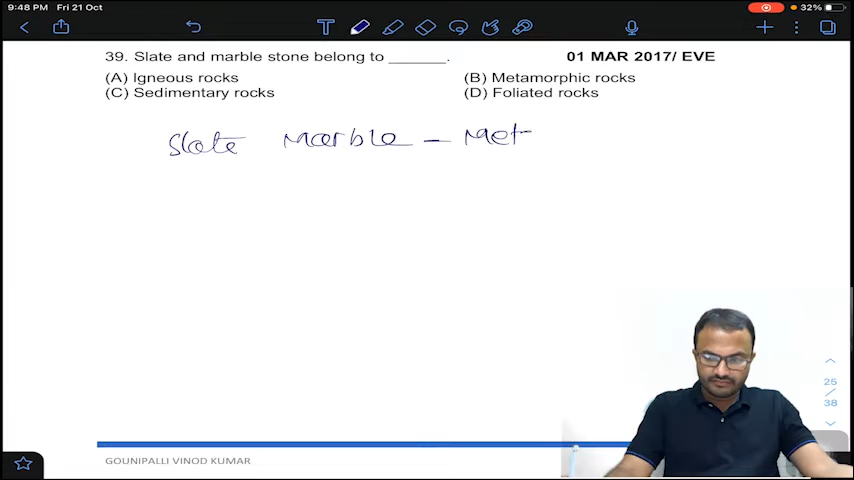 9:48 PM Fri 21 Oct
32%
T
39. Slate and marble stone belong to ______. 01 MAR 2017/ EVE
(A) Igneous rocks (B) Metamorphic rocks
(C) Sedimentary rocks (D) Foliated rocks
Slate Marble - Met
25
/
38
GOUNIPALLI VINOD KUMAR